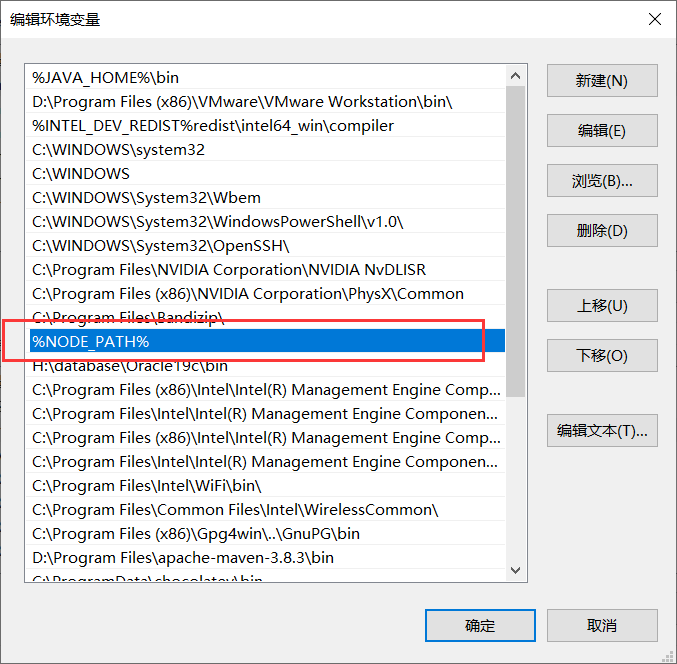 编辑环境变量
%JAVA_HOME%\bin
D:\Program Files (x86)\VMware\VMware Workstation\bin\
%INTEL_DEV_REDIST%redist\intel64_win\compiler
C:\WINDOWS\system32
C:\WINDOWS
C:\WINDOWS\System32\Wbem
C:\WINDOWS\System32\WindowsPowerShell\v1.0\
C:\WINDOWS\System32\OpenSSH\
C:\Program Files\NVIDIA Corporation\NVIDIA NvDLISR
C:\Program Files (x86)\NVIDIA Corporation\PhysX\Common
C:\Program Files\Bandizip\
%NODE_PATH%
H:\database\Oracle19c\bin
C:\Program Files (x86)\Intel\Intel(R) Management Engine Comp...
C:\Program Files\Intel\Intel(R) Management Engine Componen...
C:\Program Files (x86)\Intel\Intel(R) Management Engine Comp...
C:\Program Files\Intel\Intel(R) Management Engine Componen...
C:\Program Files\Intel\WiFi\bin\
C:\Program Files\Common Files\Intel\WirelessCommon\
C:\Program Files (x86)\Gpg4win\..\GnuPG\bin
D:\Program Files\apache-maven-3.8.3\bin
C:\ProgramData\chocolatey\bin
新建(N)
编辑(E)
浏览(B)...
删除(D)
上移(U)
下移(O)
编辑文本(T)...
确定
取消